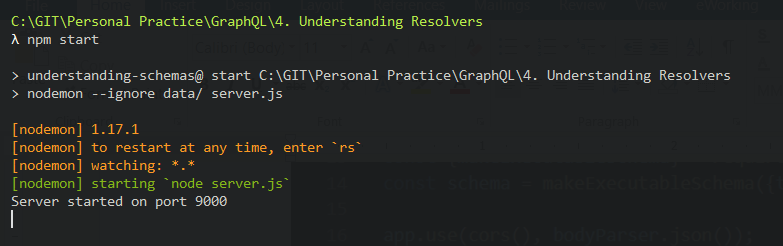 C:\GIT\Personal Practice\GraphQL\4. Understanding Resolvers
λ npm start
> understanding-schemas@ start C:\GIT\Personal Practice\GraphQL\4. Understanding Resolvers
> nodemon --ignore data/ server.js
[nodemon] 1.17.1
[nodemon] to restart at any time, enter `rs`
[nodemon] watching: *.*
[nodemon] starting `node server.js`
Server started on port 9000